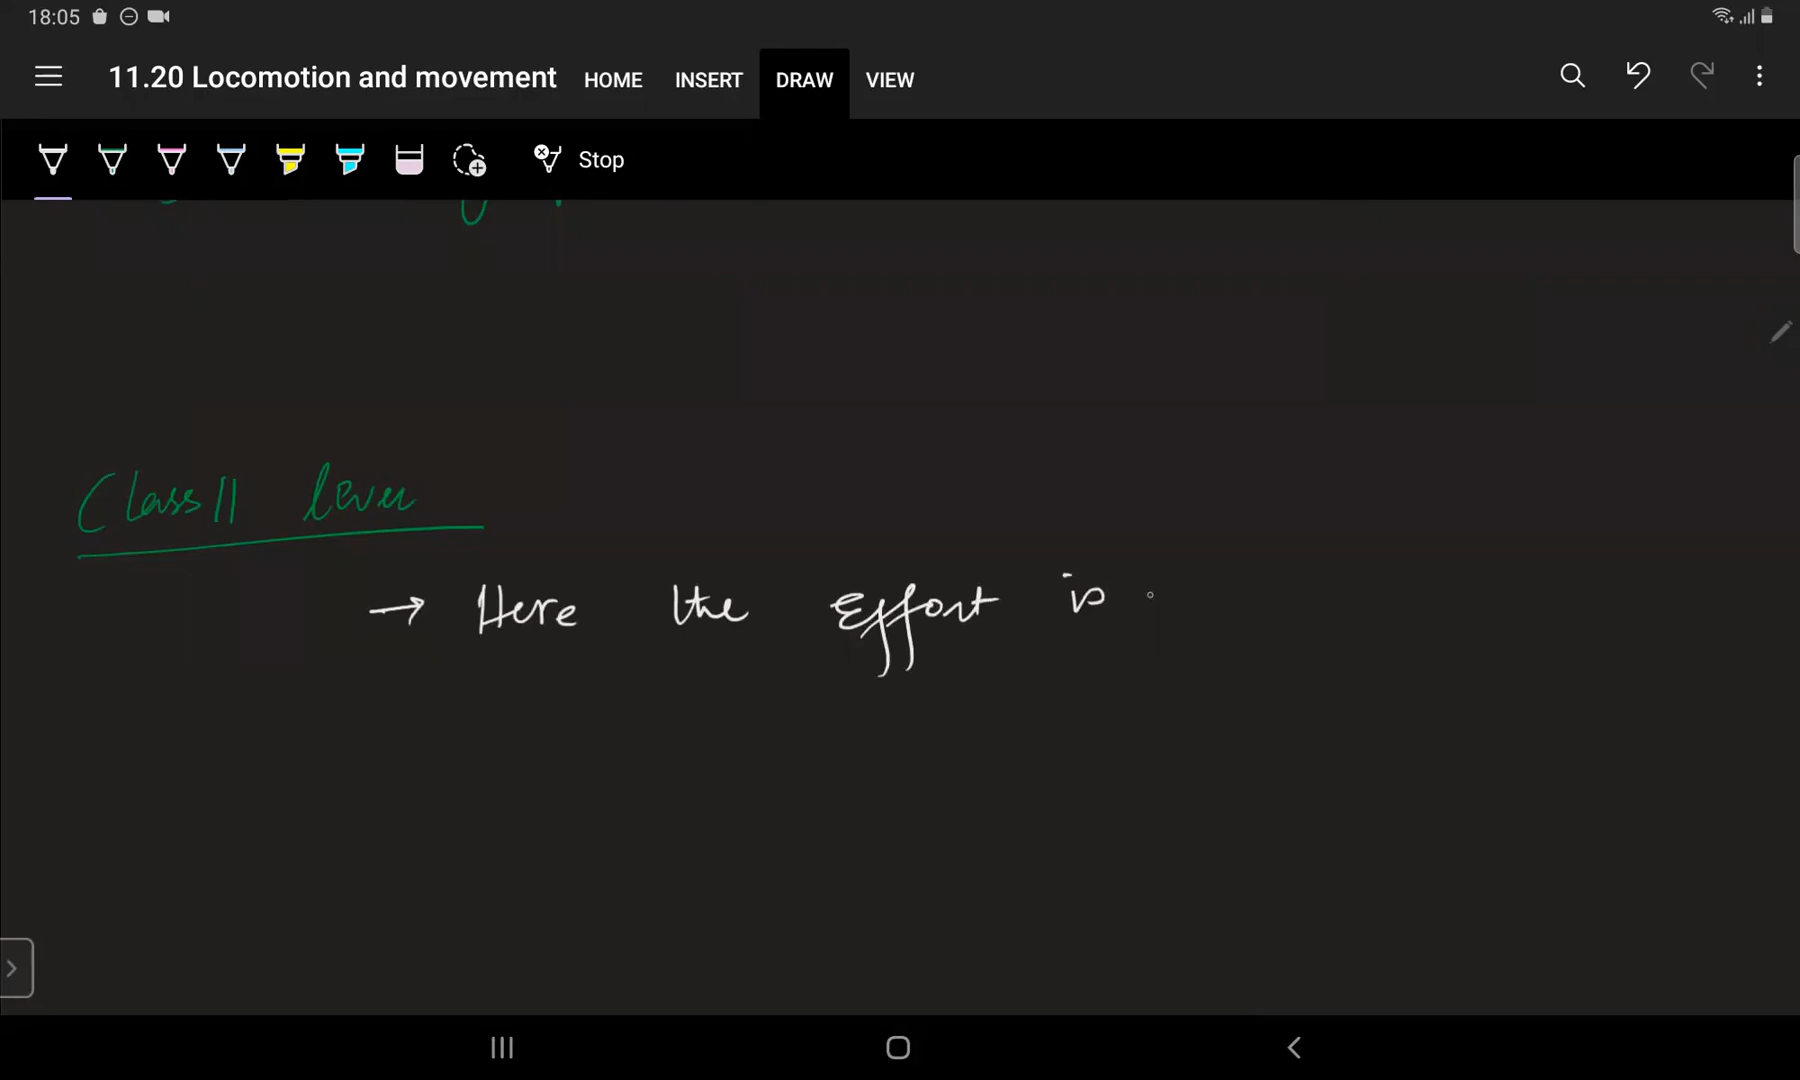 18:05
11.20 Locomotion and movement HOME INSERT DRAW VIEW
Stop
Class II lever
→ Here the Effort is